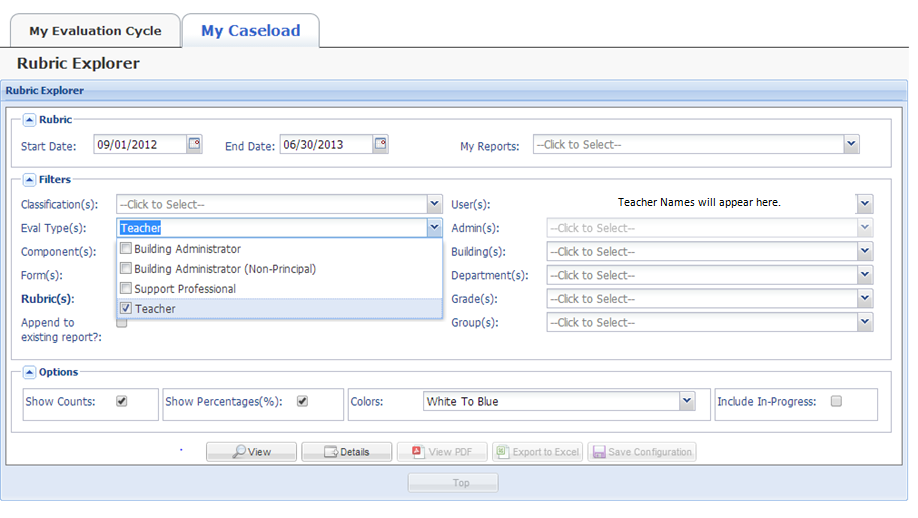 My Evaluation Cycle
My Caseload
Rubric Explorer
Rubric Explorer
Rubric
Start Date: 09/01/2012 End Date: 06/30/2013 My Reports: --Click to Select--
Filters
Classification(s): --Click to Select-- User(s): Teacher Names will appear here.
Eval Type(s): Teacher Admin(s): --Click to Select--
Component(s): Building Administrator Building(s): --Click to Select--
Form(s): Building Administrator (Non-Principal) Department(s): --Click to Select--
Support Professional
Rubric(s): Teacher Grade(s): --Click to Select--
Append to Group(s): --Click to Select--
existing report?:
Options
Show Counts: Show Percentages(%): Colors: White To Blue Include In-Progress:
View Details View PDF Export to Excel Save Configuration
Top